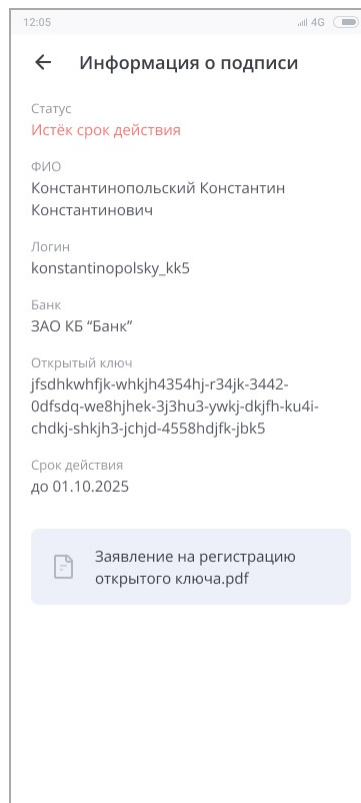 12:05
4G
Информация о подписи
Статус
Истёк срок действия
ФИО
Константинопольский Константин
Константинович
Логин
konstantinopolsky_kk5
Банк
ЗАО КБ “Банк”
Открытый ключ
jfsdhkwhfjk-whkjh4354hj-r34jk-3442-
0dfsdq-we8hjhek-3j3hu3-ywkj-dkjfh-ku4i-
chdkj-shkjh3-jchjd-4558hdjfk-jbk5
Срок действия
до 01.10.2025
Заявление на регистрацию
открытого ключа.pdf